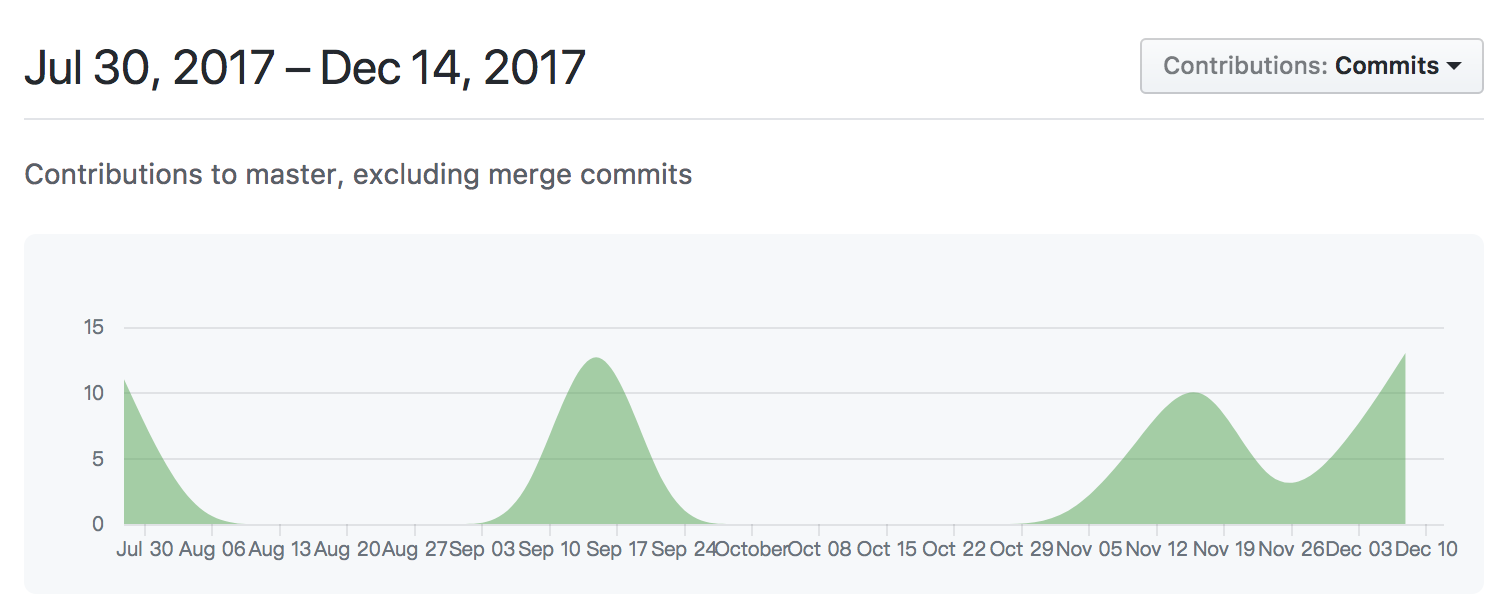 Jul 30, 2017 – Dec 14, 2017
Contributions: Commits
Contributions to master, excluding merge commits
15
10
5
0
Jul 30 Aug 06 Aug 13 Aug 20 Aug 27 Sep 03 Sep 10 Sep 17 Sep 24 October Oct 08 Oct 15 Oct 22 Oct 29 Nov 05 Nov 12 Nov 19 Nov 26 Dec 03 Dec 10